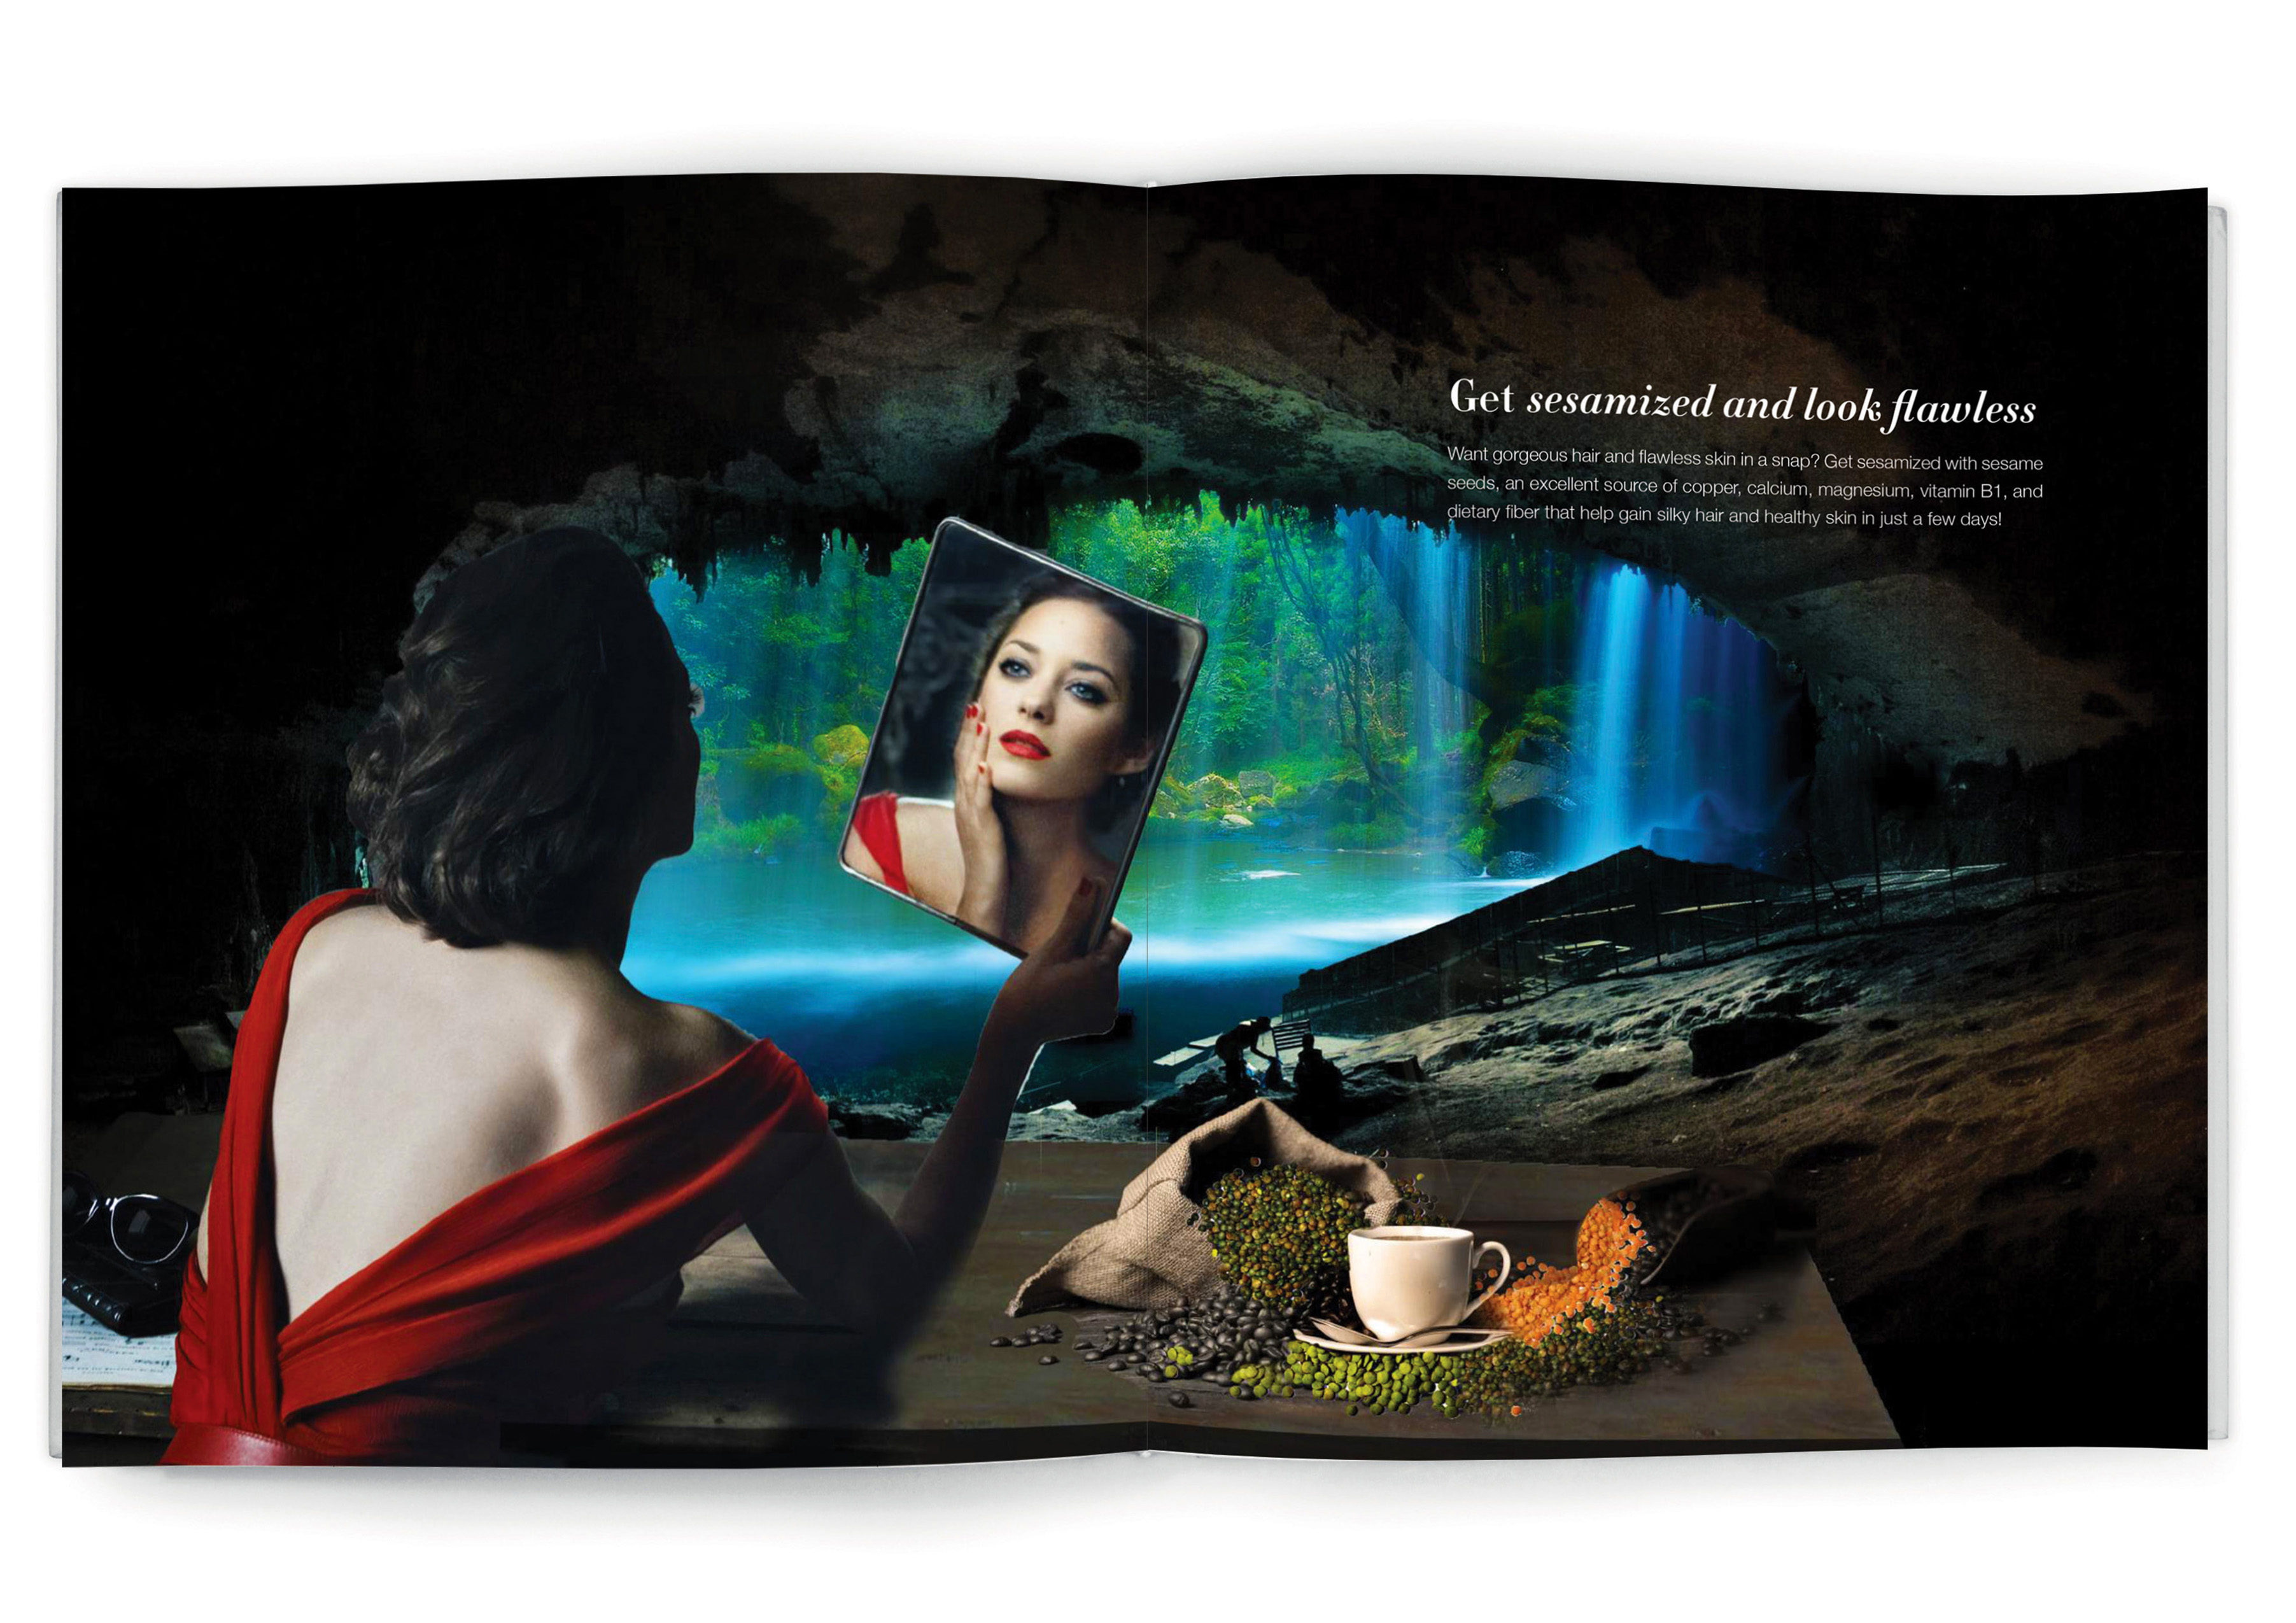 Get sesamized and look flawless
Want gorgeous hair and flawless skin in a snap? Get sesamized with sesame
seeds, an excellent source of copper, calcium, magnesium, vitamin B1, and
dietary fiber that help gain silky hair and healthy skin in just a few days!